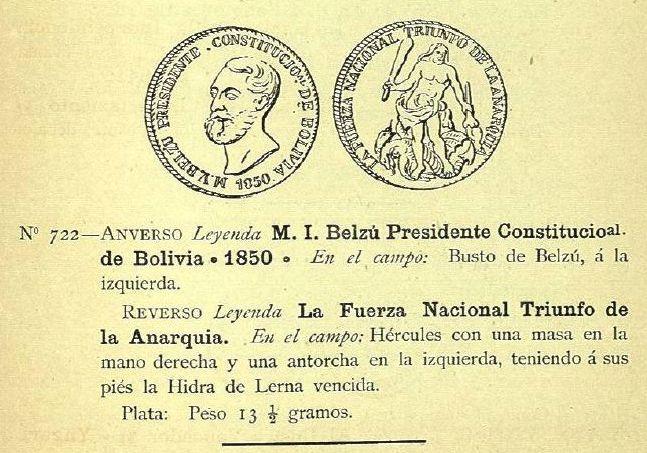 M. Y. BELZU PRESIDENTE · CONSTITUCIOal. DE BOLIVIA
1850
LA FUERZA NACIONAL TRIUNFO DE LA ANARQUIA
Nº 722—ANVERSO Leyenda M. I. Belzú Presidente Constitucioal.
de Bolivia • 1850 • En el campo: Busto de Belzú, á la
izquierda.
REVERSO Leyenda La Fuerza Nacional Triunfo de
la Anarquia. En el campo: Hércules con una masa en la
mano derecha y una antorcha en la izquierda, teniendo á sus
piés la Hidra de Lerna vencida.
Plata: Peso 13 ½ gramos.